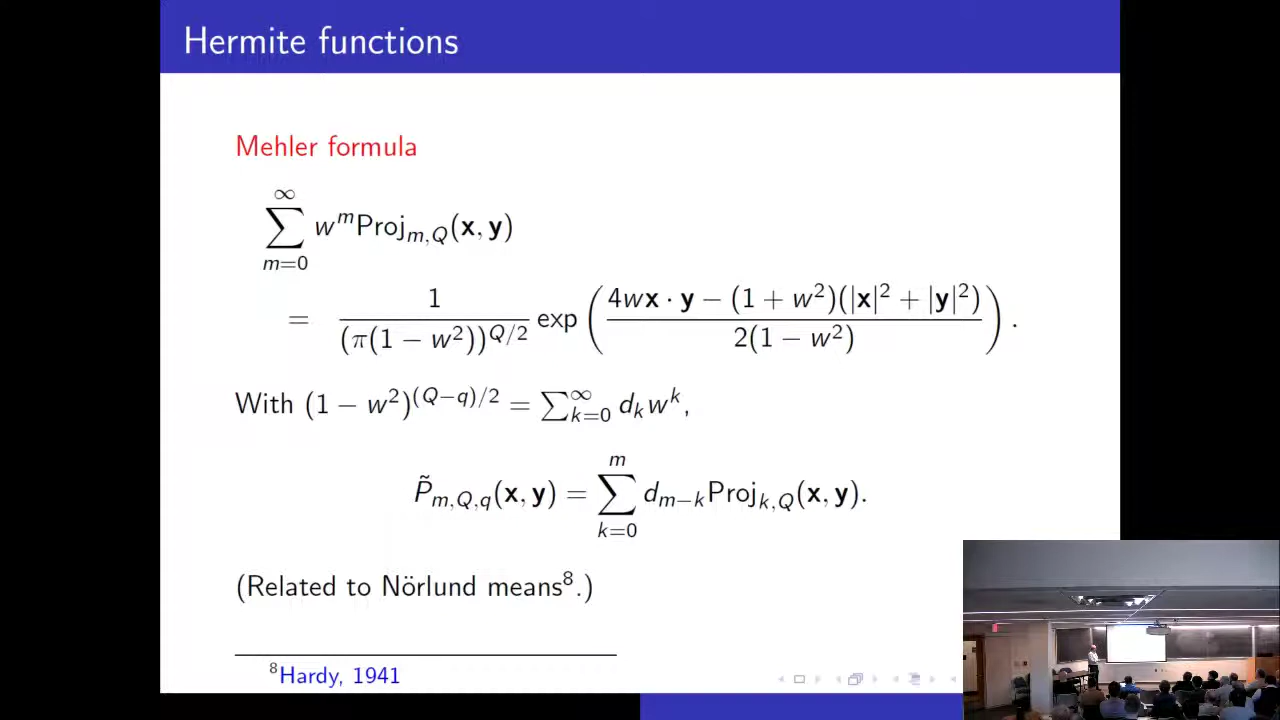 Hermite functions
Mehler formula
∑_{m=0}^{∞} w^m Proj_{m,Q}(𝐱, 𝐲)
= 1/(π(1 − w²))^{Q/2} exp( (4w𝐱 · 𝐲 − (1 + w²)(|𝐱|² + |𝐲|²)) / (2(1 − w²)) ).
With (1 − w²)^{(Q−q)/2} = ∑_{k=0}^{∞} d_k w^k,
P̃_{m,Q,q}(𝐱, 𝐲) = ∑_{k=0}^{m} d_{m−k} Proj_{k,Q}(𝐱, 𝐲).
(Related to Nörlund means⁸.)
⁸Hardy, 1941